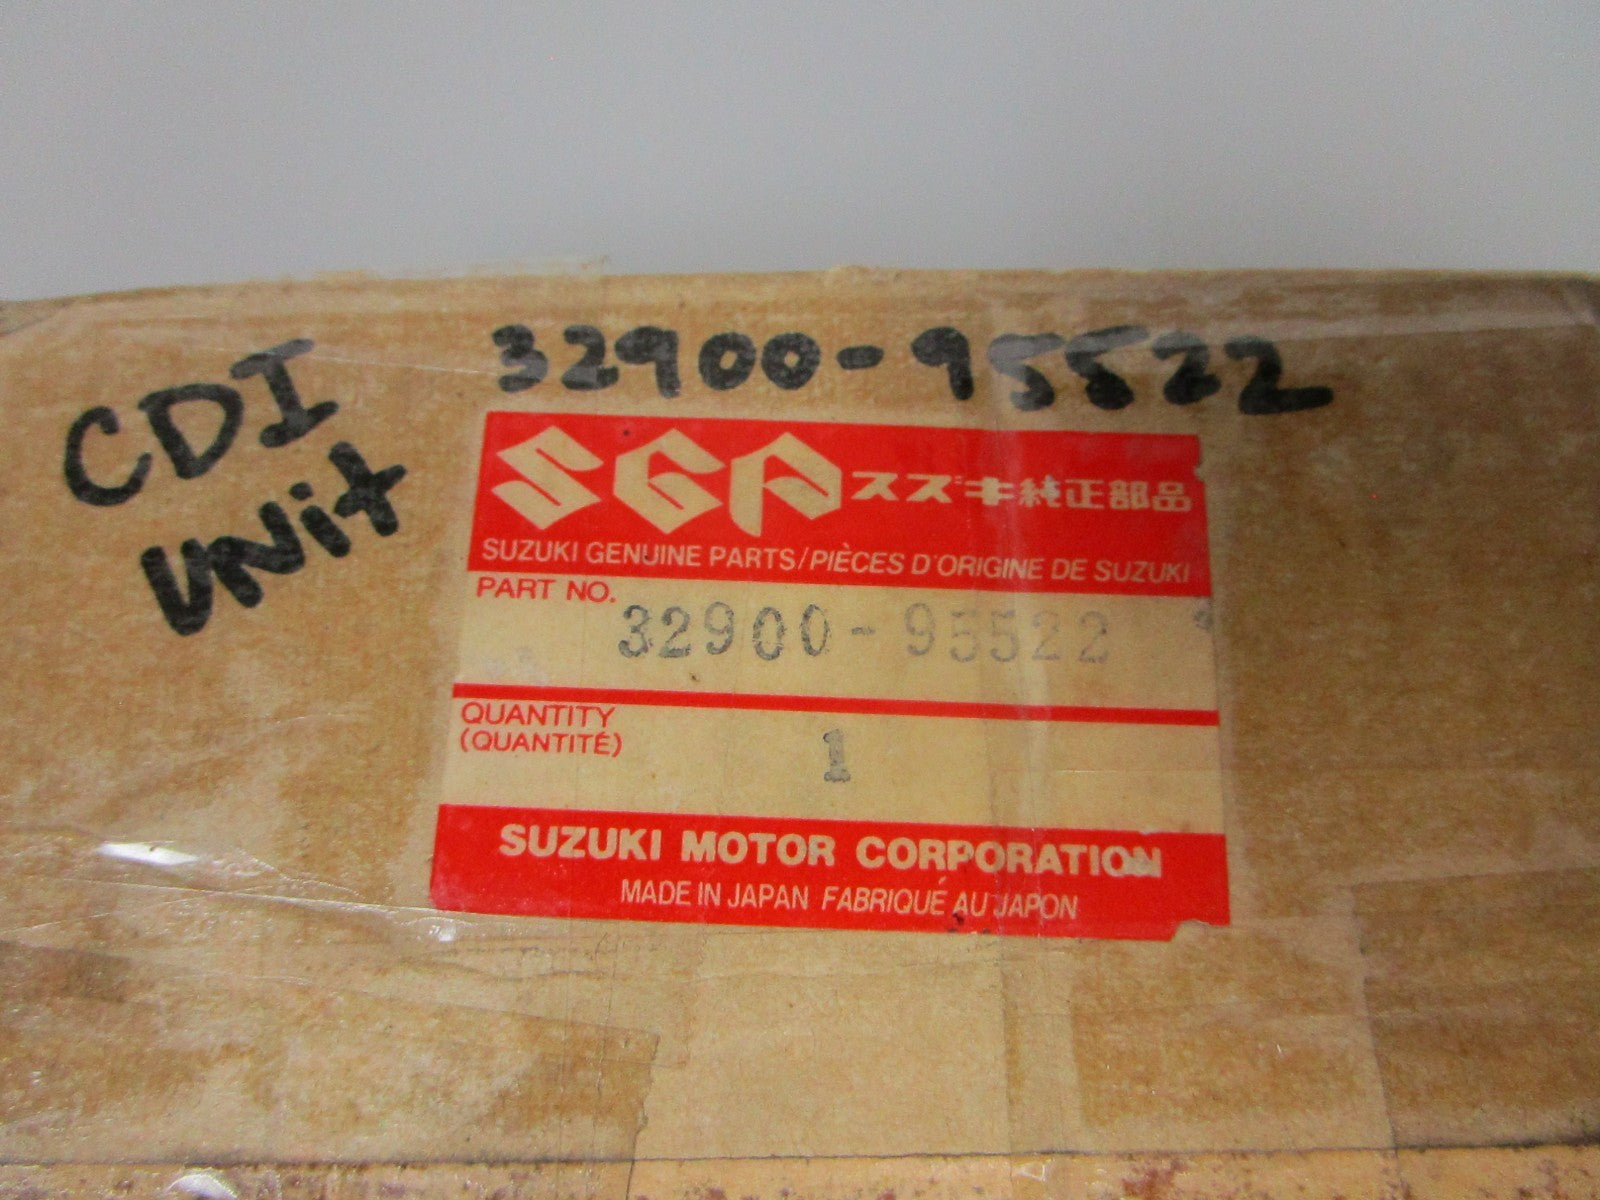 32900-95522
CDI
UNit
SGP スズキ純正部品
SUZUKI GENUINE PARTS/PIÈCES D'ORIGINE DE SUZUKI
PART NO. 32900-95522
QUANTITY
(QUANTITÉ) 1
SUZUKI MOTOR CORPORATION
MADE IN JAPAN FABRIQUÉ AU JAPON